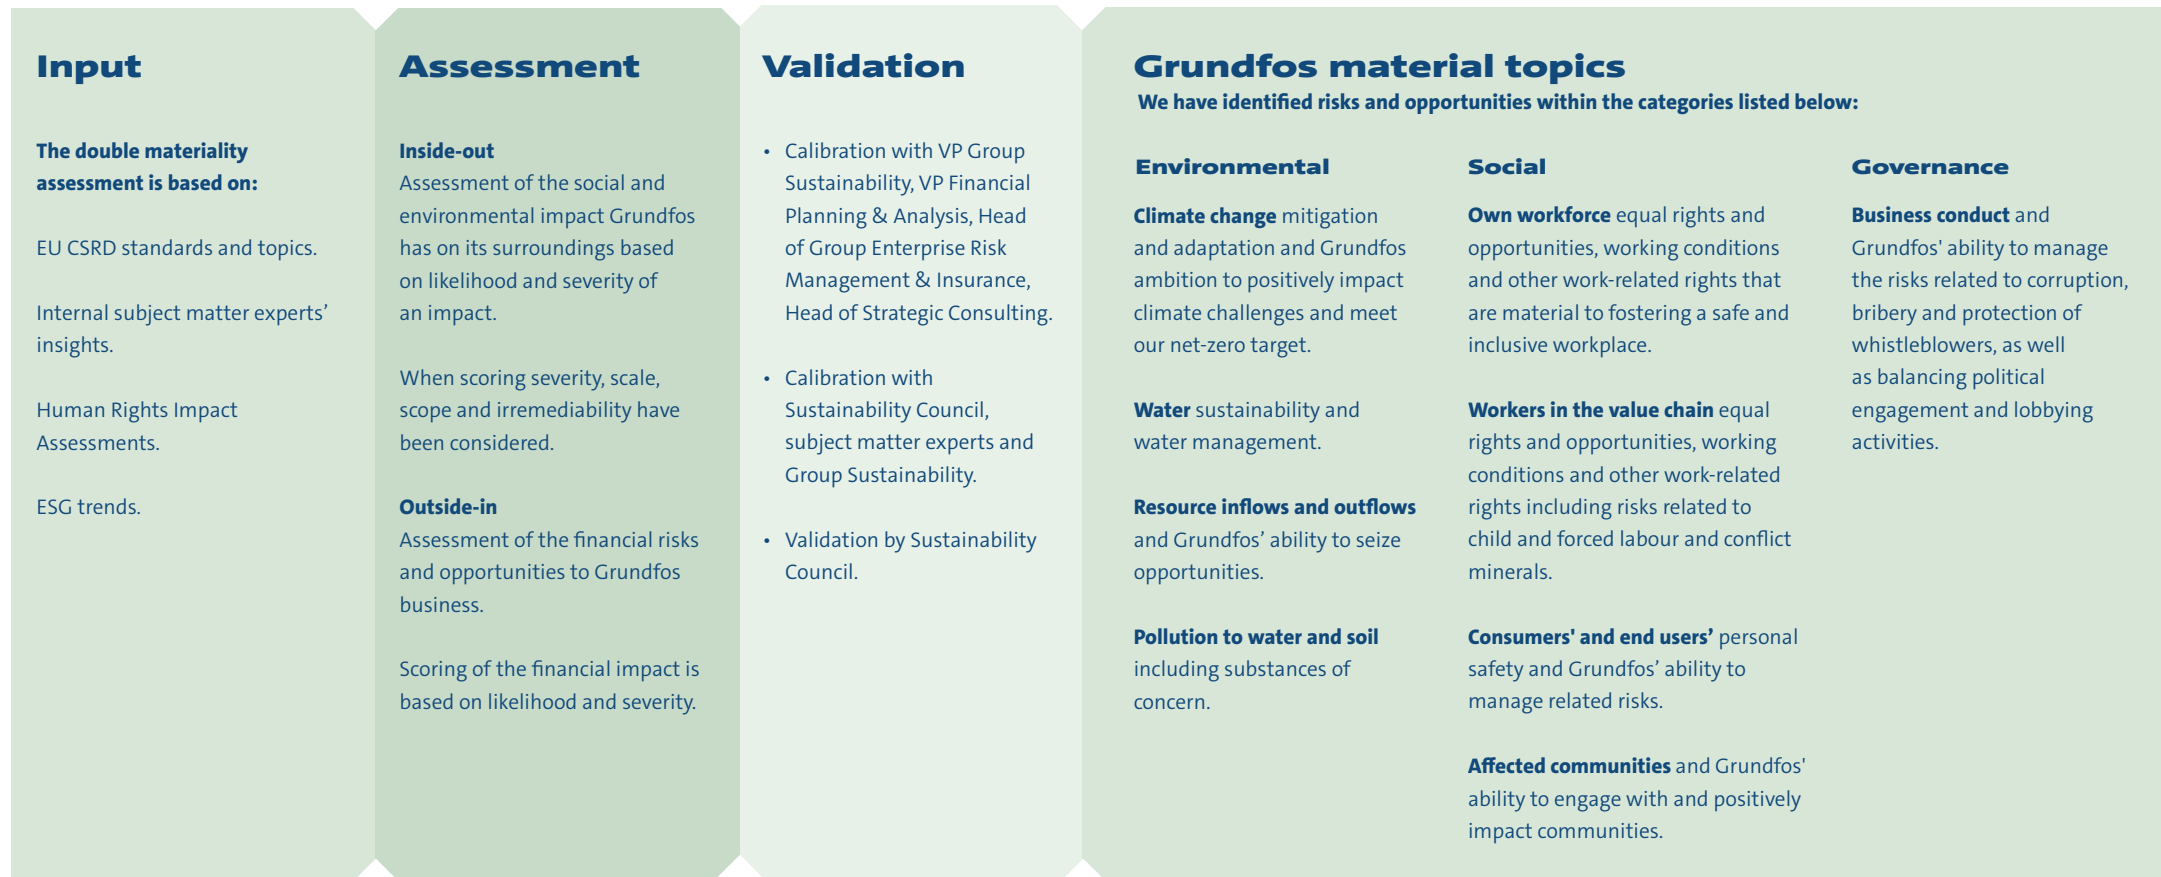 Input
The double materiality
assessment is based on:
EU CSRD standards and topics.
Internal subject matter experts’
insights.
Human Rights Impact
Assessments.
ESG trends.
Assessment
Inside-out
Assessment of the social and
environmental impact Grundfos
has on its surroundings based
on likelihood and severity of
an impact.
When scoring severity, scale,
scope and irremediability have
been considered.
Outside-in
Assessment of the financial risks
and opportunities to Grundfos
business.
Scoring of the financial impact is
based on likelihood and severity.
Validation
• Calibration with VP Group
Sustainability, VP Financial
Planning & Analysis, Head
of Group Enterprise Risk
Management & Insurance,
Head of Strategic Consulting.
• Calibration with
Sustainability Council,
subject matter experts and
Group Sustainability.
• Validation by Sustainability
Council.
Grundfos material topics
We have identified risks and opportunities within the categories listed below:
Environmental
Climate change mitigation
and adaptation and Grundfos
ambition to positively impact
climate challenges and meet
our net-zero target.
Water sustainability and
water management.
Resource inflows and outflows
and Grundfos’ ability to seize
opportunities.
Pollution to water and soil
including substances of
concern.
Social
Own workforce equal rights and
opportunities, working conditions
and other work-related rights that
are material to fostering a safe and
inclusive workplace.
Workers in the value chain equal
rights and opportunities, working
conditions and other work-related
rights including risks related to
child and forced labour and conflict
minerals.
Consumers' and end users’ personal
safety and Grundfos’ ability to
manage related risks.
Affected communities and Grundfos'
ability to engage with and positively
impact communities.
Governance
Business conduct and
Grundfos' ability to manage
the risks related to corruption,
bribery and protection of
whistleblowers, as well
as balancing political
engagement and lobbying
activities.